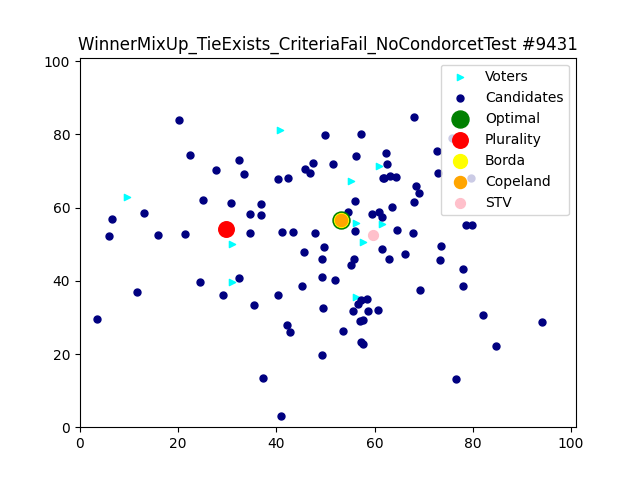 WinnerMixUp_TieExists_CriteriaFail_NoCondorcetTest #9431
100
80
60
40
20
0
0
20
40
60
80
100
Voters
Candidates
Optimal
Plurality
Borda
Copeland
STV